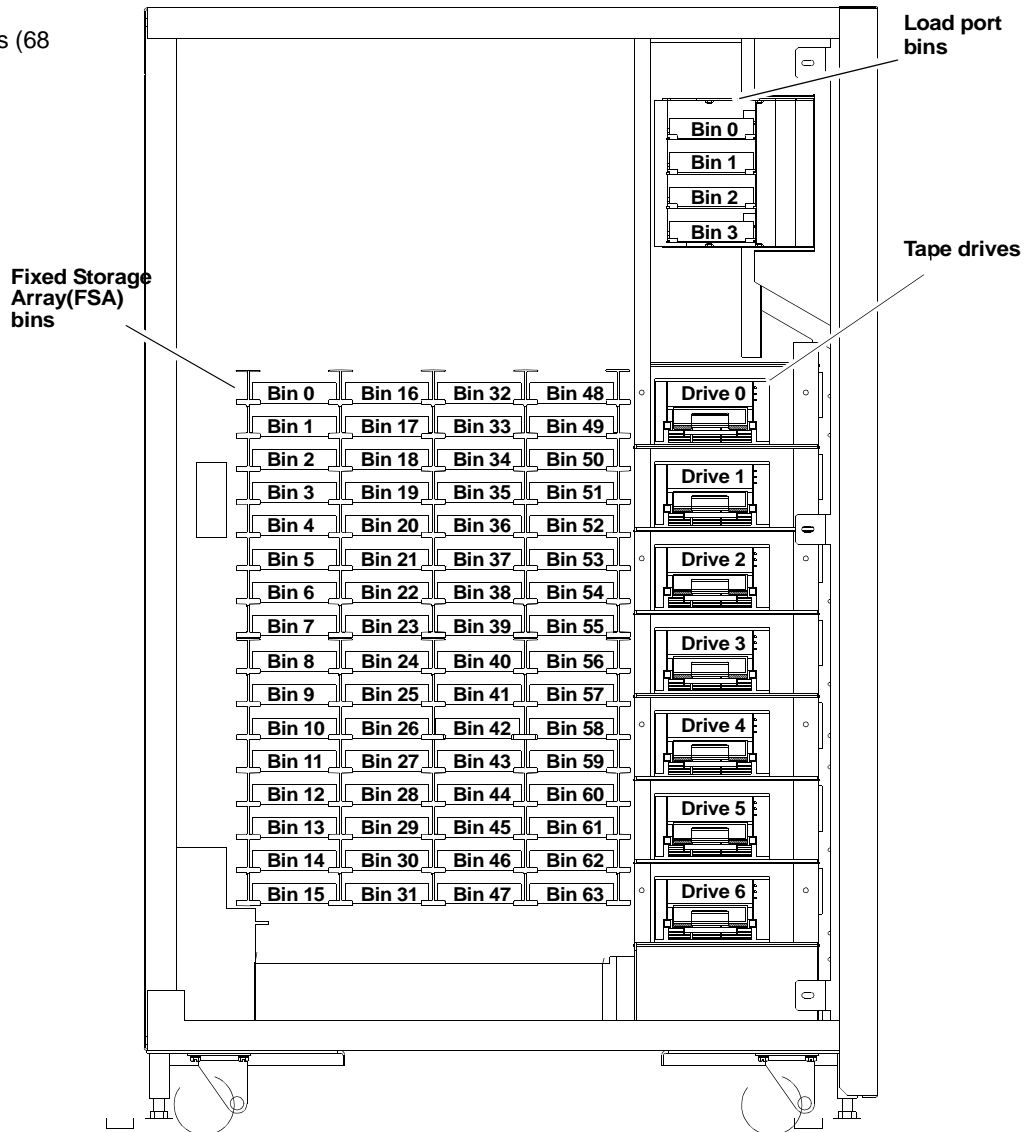 s (68
Load port
bins
Bin 0
Bin 1
Bin 2
Bin 3
Tape drives
Fixed Storage
Array(FSA)
bins
Bin 0 Bin 16 Bin 32 Bin 48
Bin 1 Bin 17 Bin 33 Bin 49
Bin 2 Bin 18 Bin 34 Bin 50
Bin 3 Bin 19 Bin 35 Bin 51
Bin 4 Bin 20 Bin 36 Bin 52
Bin 5 Bin 21 Bin 37 Bin 53
Bin 6 Bin 22 Bin 38 Bin 54
Bin 7 Bin 23 Bin 39 Bin 55
Bin 8 Bin 24 Bin 40 Bin 56
Bin 9 Bin 25 Bin 41 Bin 57
Bin 10 Bin 26 Bin 42 Bin 58
Bin 11 Bin 27 Bin 43 Bin 59
Bin 12 Bin 28 Bin 44 Bin 60
Bin 13 Bin 29 Bin 45 Bin 61
Bin 14 Bin 30 Bin 46 Bin 62
Bin 15 Bin 31 Bin 47 Bin 63
Drive 0
Drive 1
Drive 2
Drive 3
Drive 4
Drive 5
Drive 6